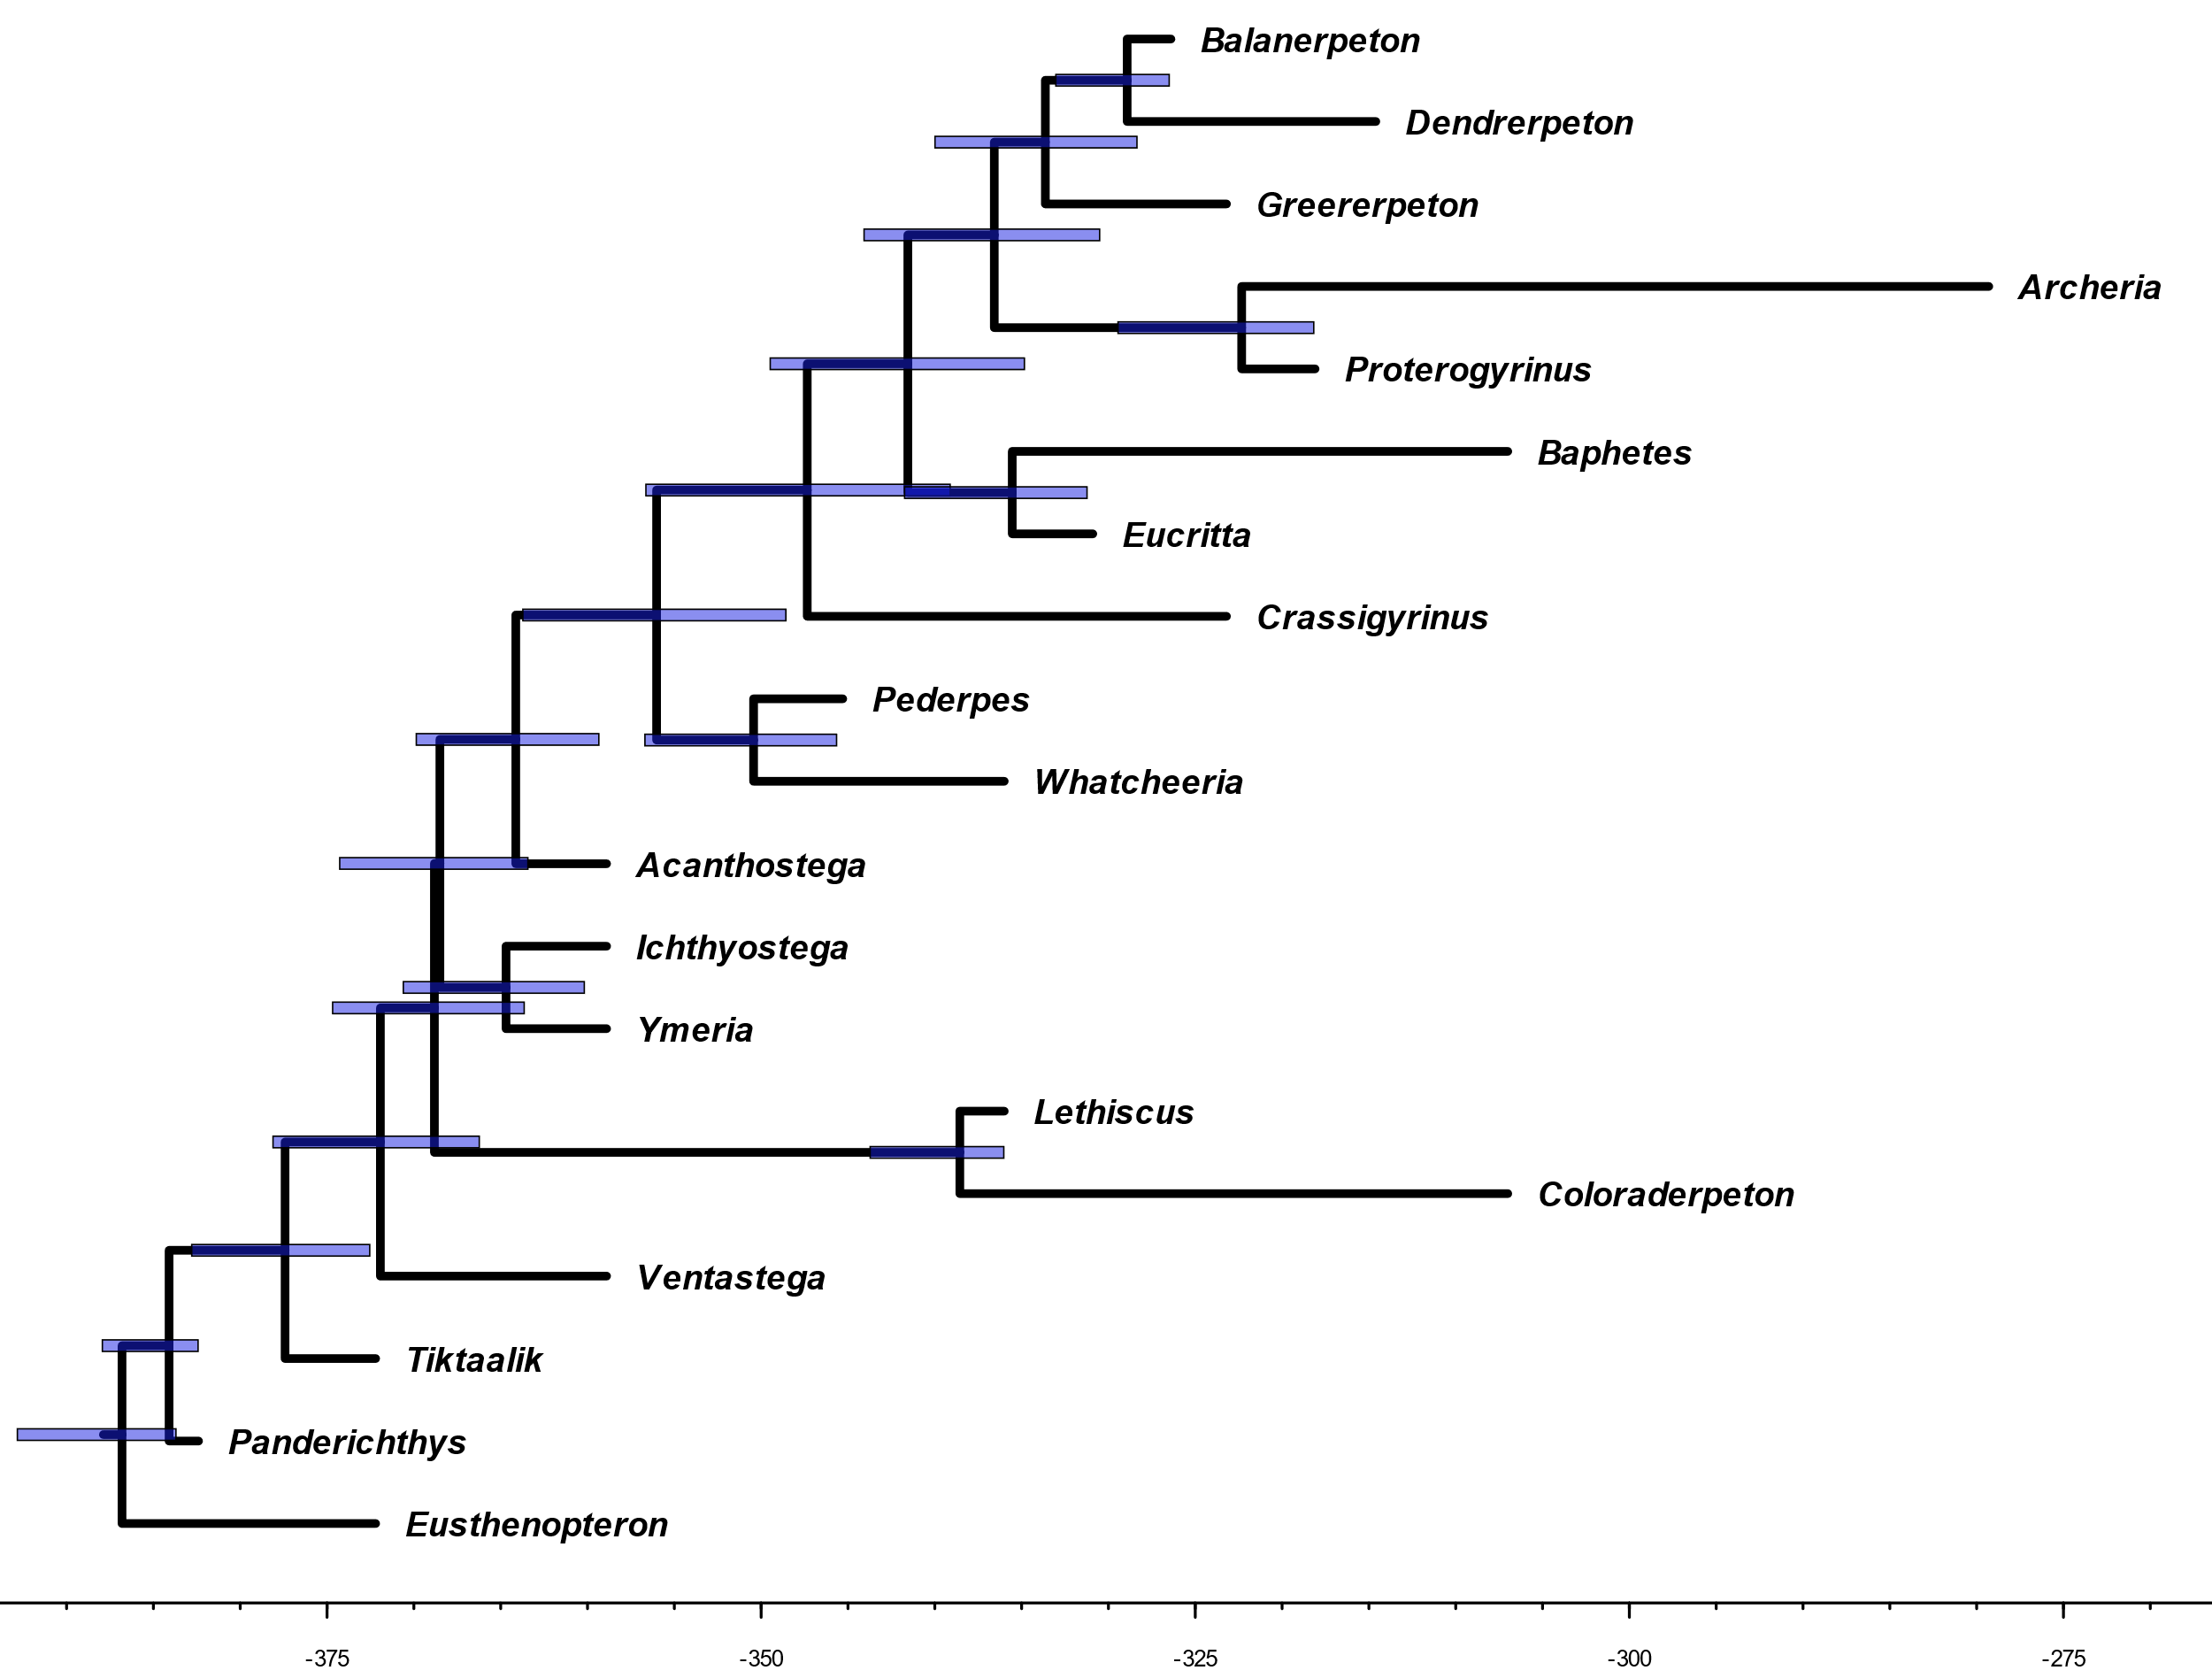 Balanerpeton
Dendrerpeton
Greererpeton
Archeria
Proterogyrinus
Baphetes
Eucritta
Crassigyrinus
Pederpes
Whatcheeria
Acanthostega
Ichthyostega
Ymeria
Lethiscus
Coloraderpeton
Ventastega
Tiktaalik
Panderichthys
Eusthenopteron
-375 -350 -325 -300 -275